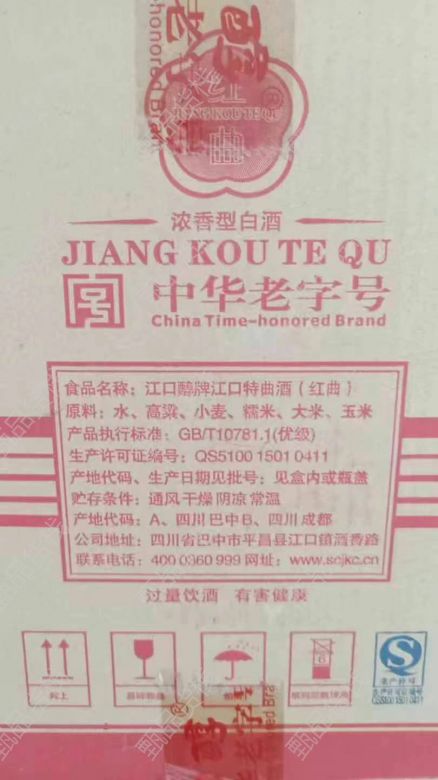 浓香型白酒
JIANG KOU TE QU
中华老字号
China Time-honored Brand
食品名称：江口醇牌江口特曲酒（红曲）
原料：水、高粱、小麦、糯米、大米、玉米
产品执行标准：GB/T10781.1(优级)
生产许可证编号：QS5100 1501 0411
产地代码、生产日期见批号：见盒内或瓶盖
贮存条件：通风干燥 阴凉常温
产地代码：A、四川巴中B、四川成都
公司地址：四川省巴中市平昌县江口镇酒香路
联系电话：400 0360 999 网址：www.scjkc.cn
过量饮酒 有害健康
向上
QS5100 1501 0411